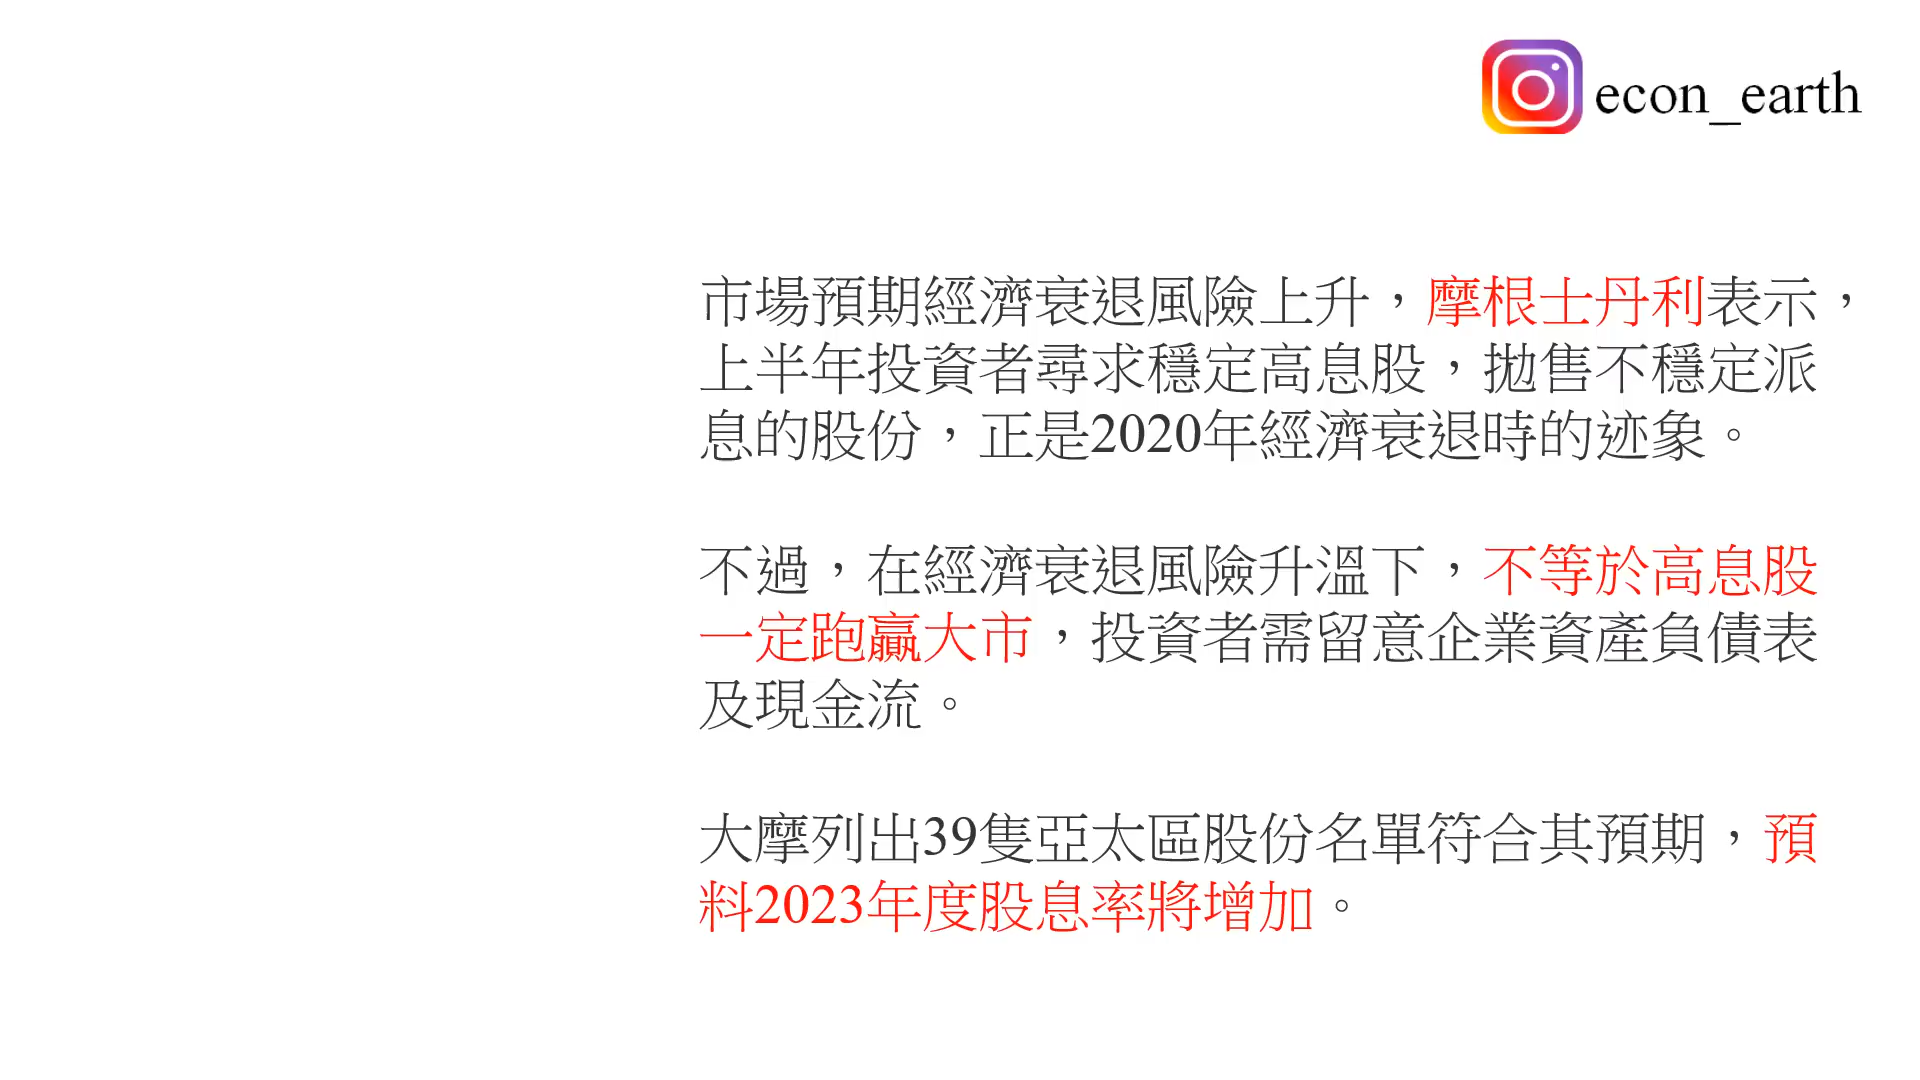 econ_earth
市場預期經濟衰退風險上升，摩根士丹利表示，
上半年投資者尋求穩定高息股，拋售不穩定派
息的股份，正是2020年經濟衰退時的迹象。
不過，在經濟衰退風險升溫下，不等於高息股
一定跑贏大市，投資者需留意企業資產負債表
及現金流。
大摩列出39隻亞太區股份名單符合其預期，預
料2023年度股息率將增加。